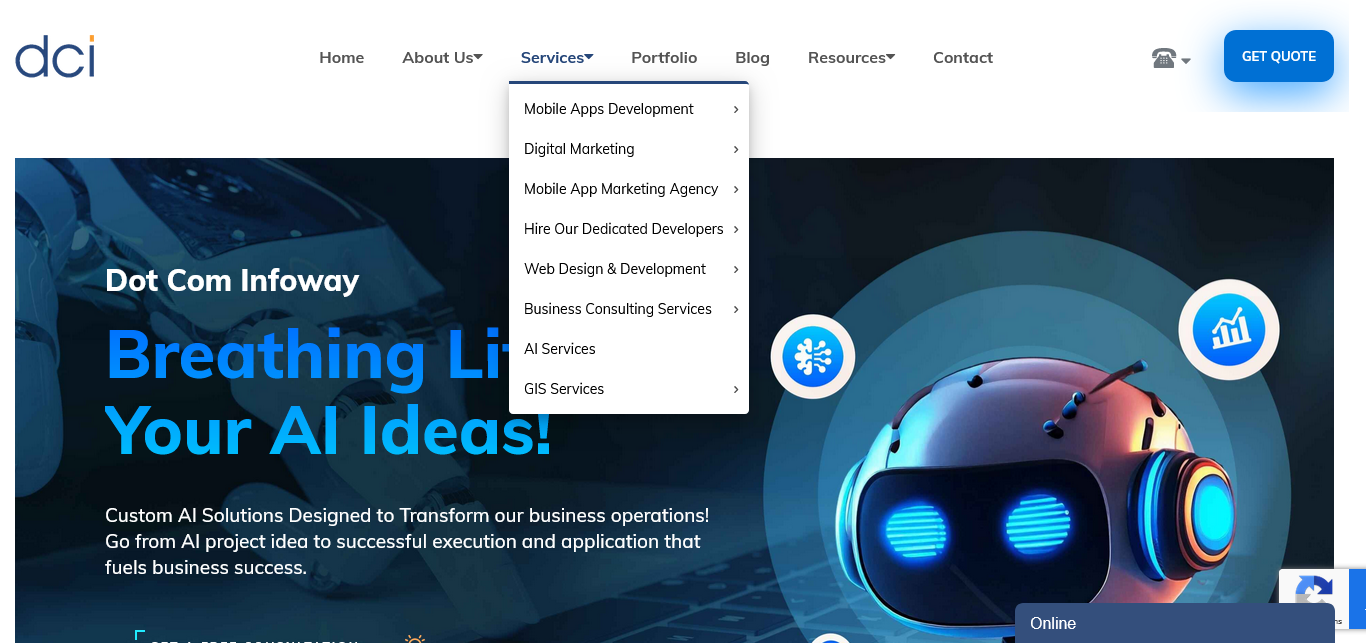 dci
Home
About Us
Services
Portfolio
Blog
Resources
Contact
GET QUOTE
Mobile Apps Development
Digital Marketing
Mobile App Marketing Agency
Hire Our Dedicated Developers
Web Design & Development
Business Consulting Services
AI Services
GIS Services
Dot Com Infoway
Breathing
Your AI Ideas!
Custom AI Solutions Designed to Transform our business operations!
Go from AI project idea to successful execution and application that
fuels business success.
GET A FREE CONSULTATION
Online